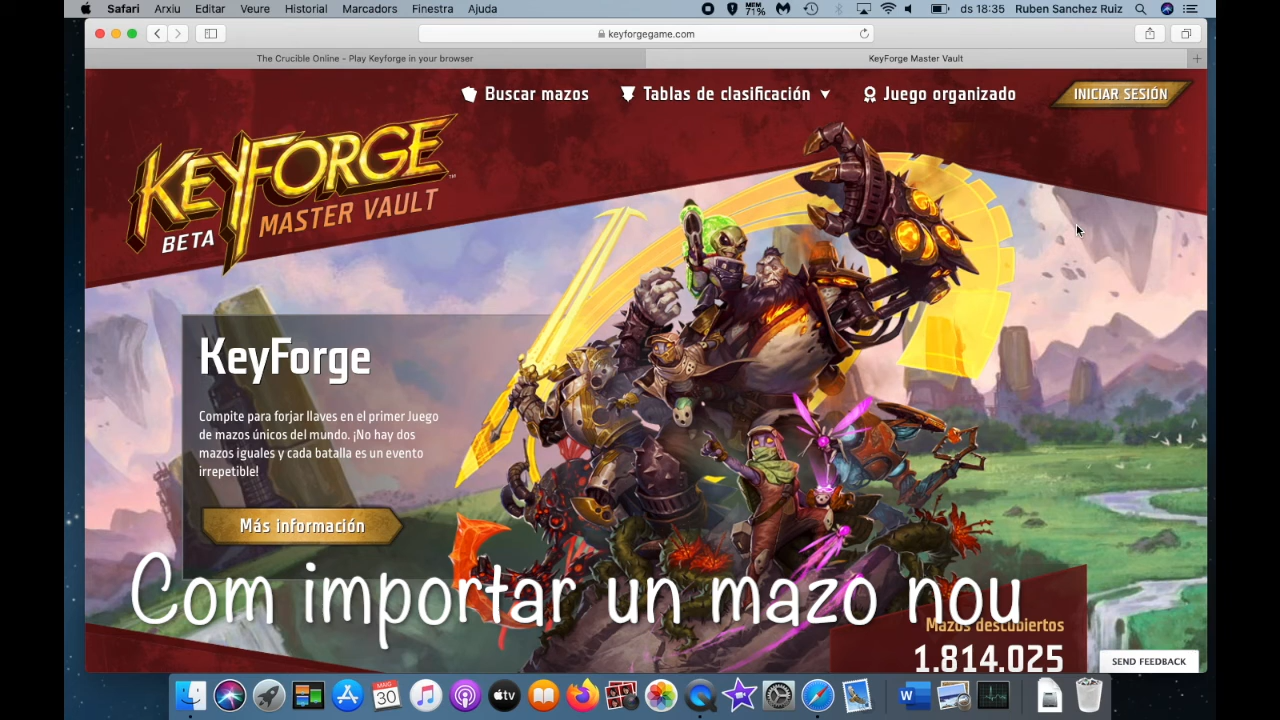 Safari Arxiu Editar Veure Historial Marcadors Finestra Ajuda MEM 71% ds 18:35 Ruben Sanchez Ruiz
keyforgegame.com
The Crucible Online - Play Keyforge in your browser KeyForge Master Vault
Buscar mazos Tablas de clasificación Juego organizado INICIAR SESIÓN
KEYFORGE
BETA MASTER VAULT
KeyForge
Compite para forjar llaves en el primer Juego
de mazos únicos del mundo. ¡No hay dos
mazos iguales y cada batalla es un evento
irrepetible!
Más información
Com importar un mazo nou
Mazos descubiertos
1.814.025
SEND FEEDBACK
MAIG
30
tv
W